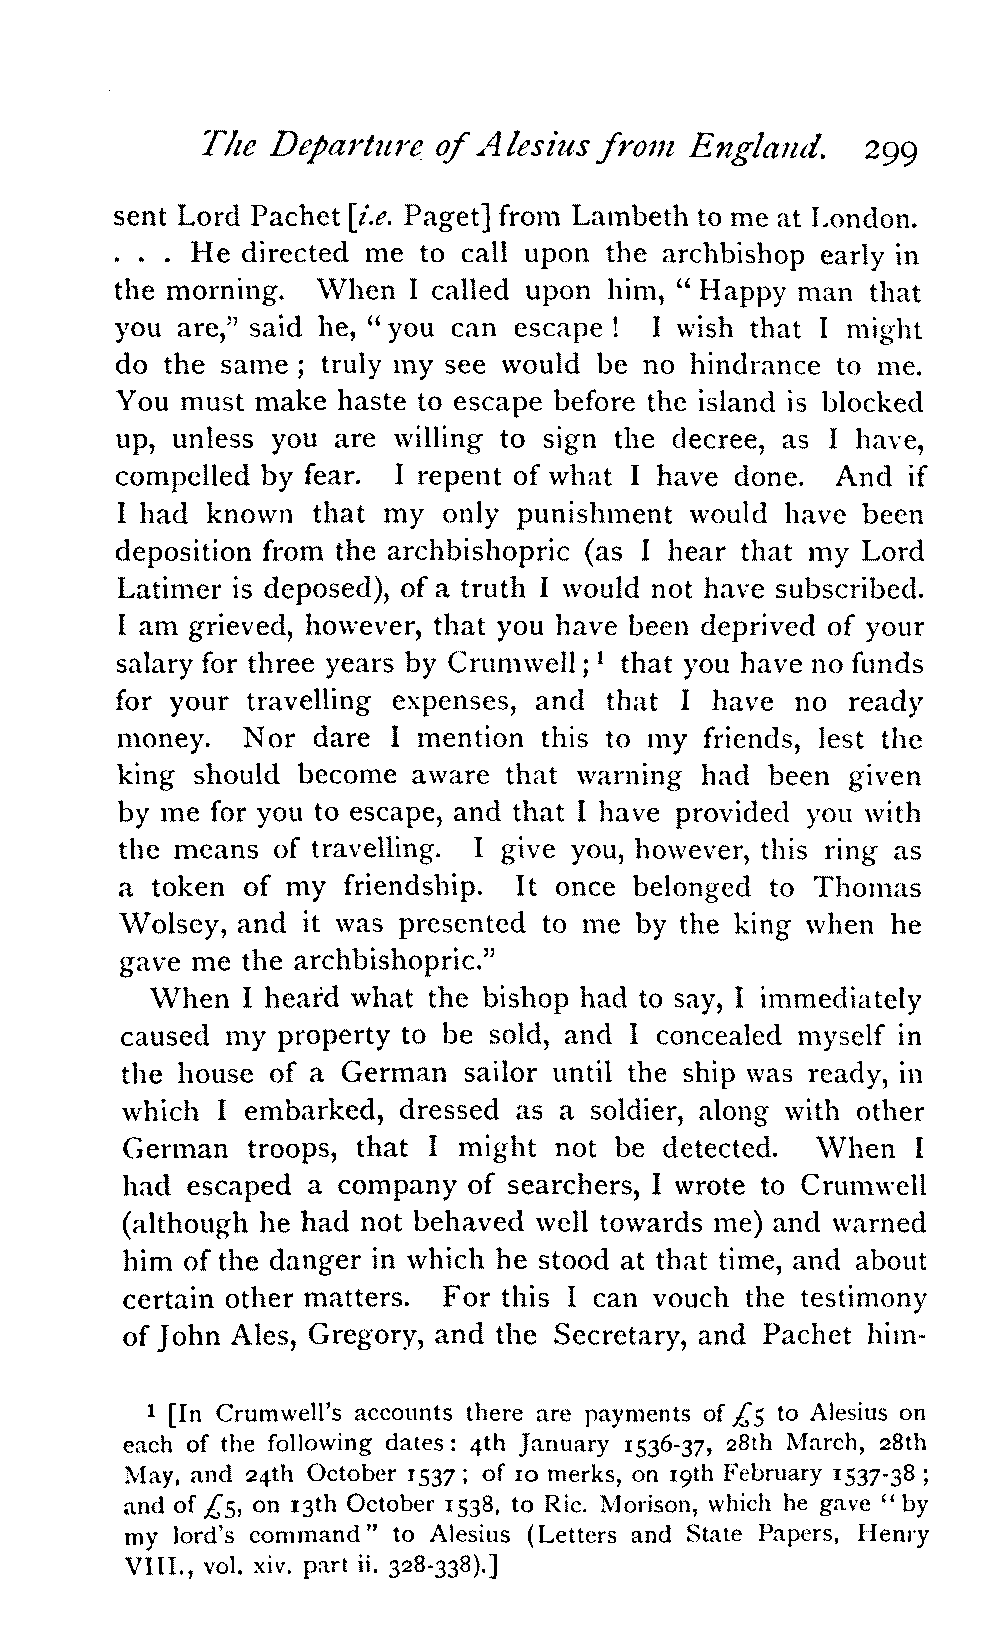 The Departure of Alesius from England. 299
sent Lord Pachet [i.e. Paget] from Lambeth to me at London.
. . . He directed me to call upon the archbishop early in
the morning. When I called upon him, “ Happy man that
you are,” said he, “ you can escape ! I wish that I might
do the same ; truly my see would be no hindrance to me.
You must make haste to escape before the island is blocked
up, unless you are willing to sign the decree, as I have,
compelled by fear. I repent of what I have done. And if
I had known that my only punishment would have been
deposition from the archbishopric (as I hear that my Lord
Latimer is deposed), of a truth I would not have subscribed.
I am grieved, however, that you have been deprived of your
salary for three years by Crumwell ; ¹ that you have no funds
for your travelling expenses, and that I have no ready
money. Nor dare I mention this to my friends, lest the
king should become aware that warning had been given
by me for you to escape, and that I have provided you with
the means of travelling. I give you, however, this ring as
a token of my friendship. It once belonged to Thomas
Wolsey, and it was presented to me by the king when he
gave me the archbishopric.”
When I heard what the bishop had to say, I immediately
caused my property to be sold, and I concealed myself in
the house of a German sailor until the ship was ready, in
which I embarked, dressed as a soldier, along with other
German troops, that I might not be detected. When I
had escaped a company of searchers, I wrote to Crumwell
(although he had not behaved well towards me) and warned
him of the danger in which he stood at that time, and about
certain other matters. For this I can vouch the testimony
of John Ales, Gregory, and the Secretary, and Pachet him-
¹ [In Crumwell’s accounts there are payments of £5 to Alesius on
each of the following dates : 4th January 1536-37, 28th March, 28th
May, and 24th October 1537 ; of 10 merks, on 19th February 1537-38 ;
and of £5, on 13th October 1538, to Ric. Morison, which he gave “ by
my lord’s command ” to Alesius (Letters and State Papers, Henry
VIII., vol. xiv. part ii. 328-338).]